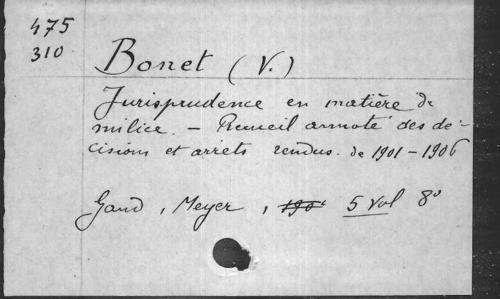 475
310
Bonet (V.)
Jurisprudence en matière de
milice. — Recueil annoté des dé-
cisions et arrêts rendus de 1901 – 1906
Gand, Meyer, 5 vol 8°